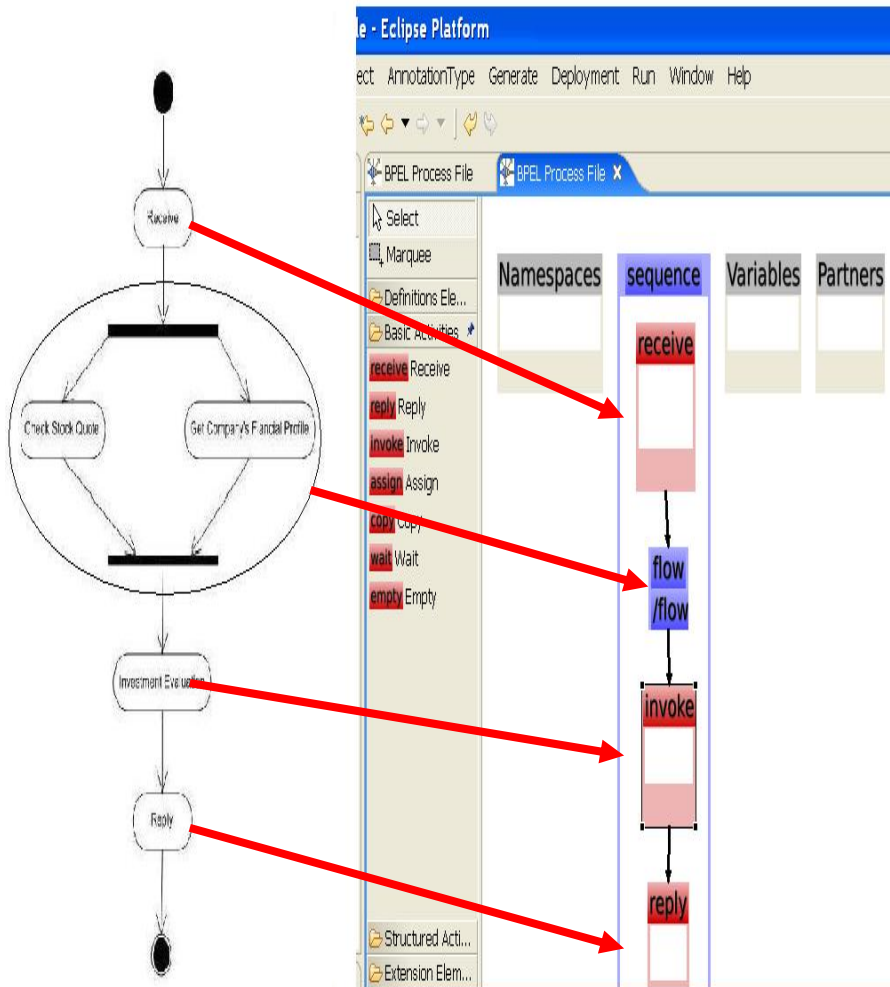 Receive
Check Stock Quote
Get Company's Fiancial Profile
Investment Evaluation
Reply
le - Eclipse Platform
ect AnnotationType Generate Deployment Run Window Help
BPEL Process File
BPEL Process File
Select
Marquee
Definitions Ele...
Basic Activities
receive Receive
reply Reply
invoke Invoke
assign Assign
copy Copy
wait Wait
empty Empty
Structured Acti...
Extension Elem...
Namespaces
sequence
Variables
Partners
receive
flow
/flow
invoke
reply